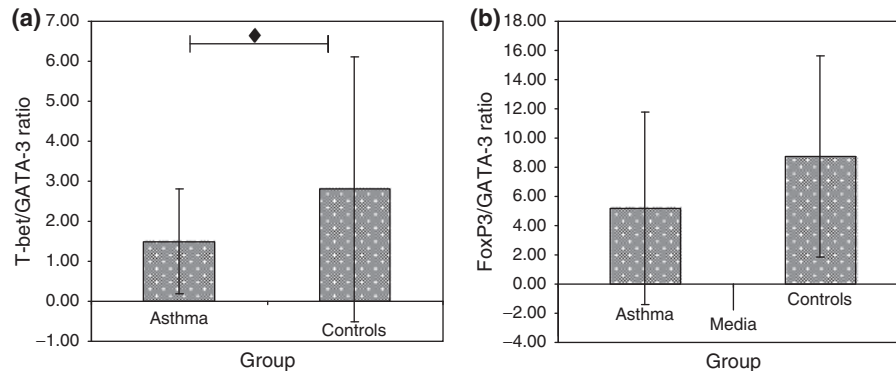 (a)
7.00
6.00
5.00
4.00
3.00
2.00
1.00
0.00
−1.00
T-bet/GATA-3 ratio
Asthma
Controls
Group
(b)
18.00
16.00
14.00
12.00
10.00
8.00
6.00
4.00
2.00
0.00
−2.00
−4.00
FoxP3/GATA-3 ratio
Asthma
Media
Controls
Group